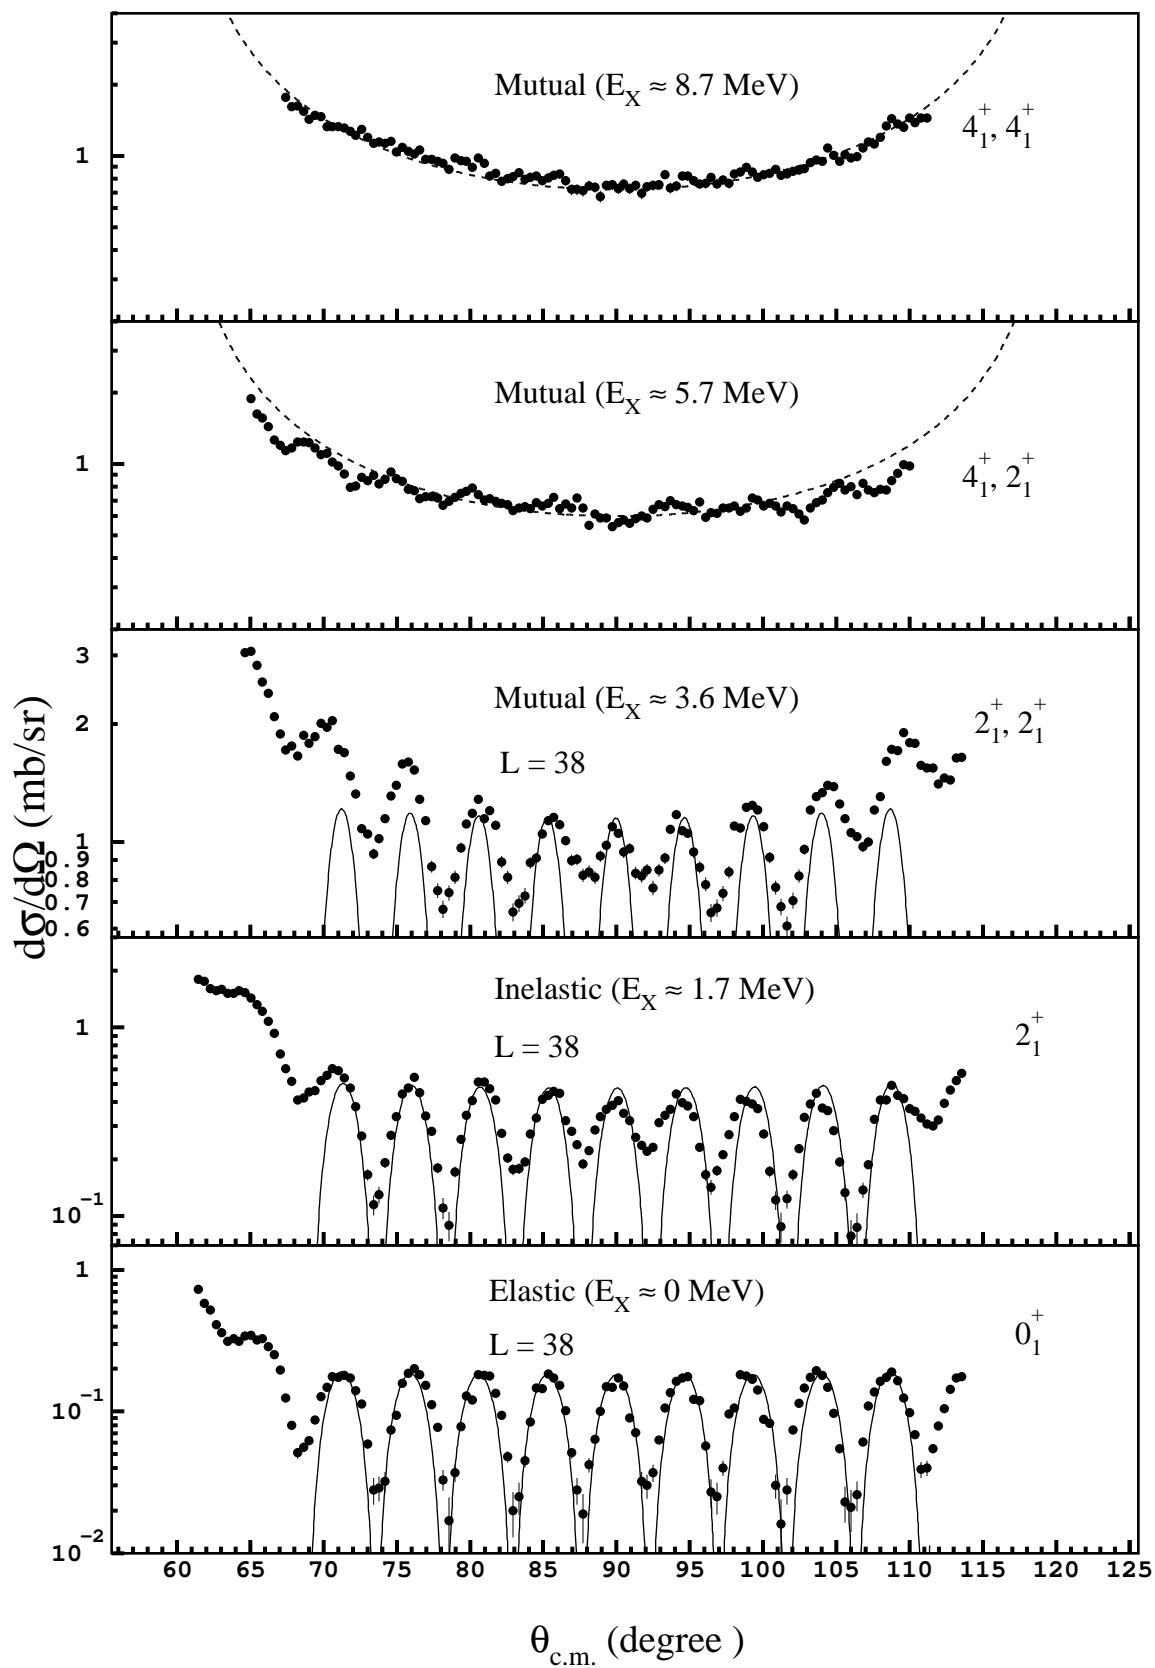 Mutual (E_X ≈ 8.7 MeV)
4_1^+, 4_1^+
1
Mutual (E_X ≈ 5.7 MeV)
4_1^+, 2_1^+
1
3
Mutual (E_X ≈ 3.6 MeV)
2_1^+, 2_1^+
2
L = 38
1
0.9
0.8
0.7
0.6
dσ/dΩ (mb/sr)
Inelastic (E_X ≈ 1.7 MeV)
2_1^+
1
L = 38
10^-1
1
Elastic (E_X ≈ 0 MeV)
0_1^+
L = 38
10^-1
10^-2
60 65 70 75 80 85 90 95 100 105 110 115 120 125
θ_c.m. (degree )